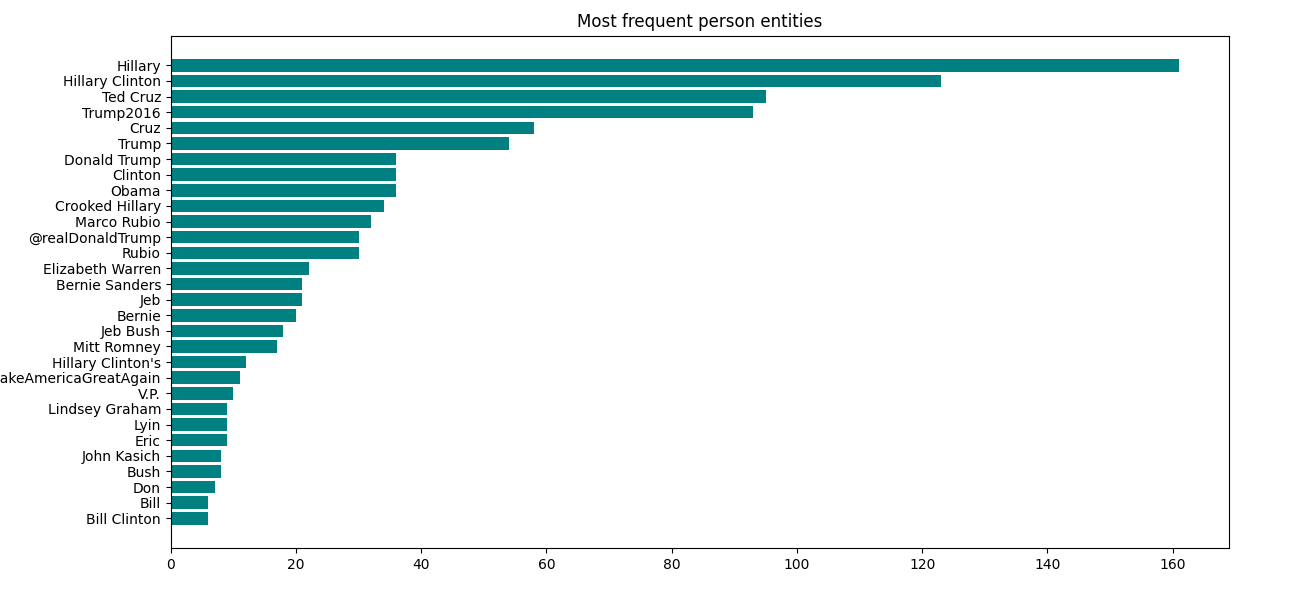 Most frequent person entities
Hillary
Hillary Clinton
Ted Cruz
Trump2016
Cruz
Trump
Donald Trump
Clinton
Obama
Crooked Hillary
Marco Rubio
@realDonaldTrump
Rubio
Elizabeth Warren
Bernie Sanders
Jeb
Bernie
Jeb Bush
Mitt Romney
Hillary Clinton's
akeAmericaGreatAgain
V.P.
Lindsey Graham
Lyin
Eric
John Kasich
Bush
Don
Bill
Bill Clinton
0 20 40 60 80 100 120 140 160